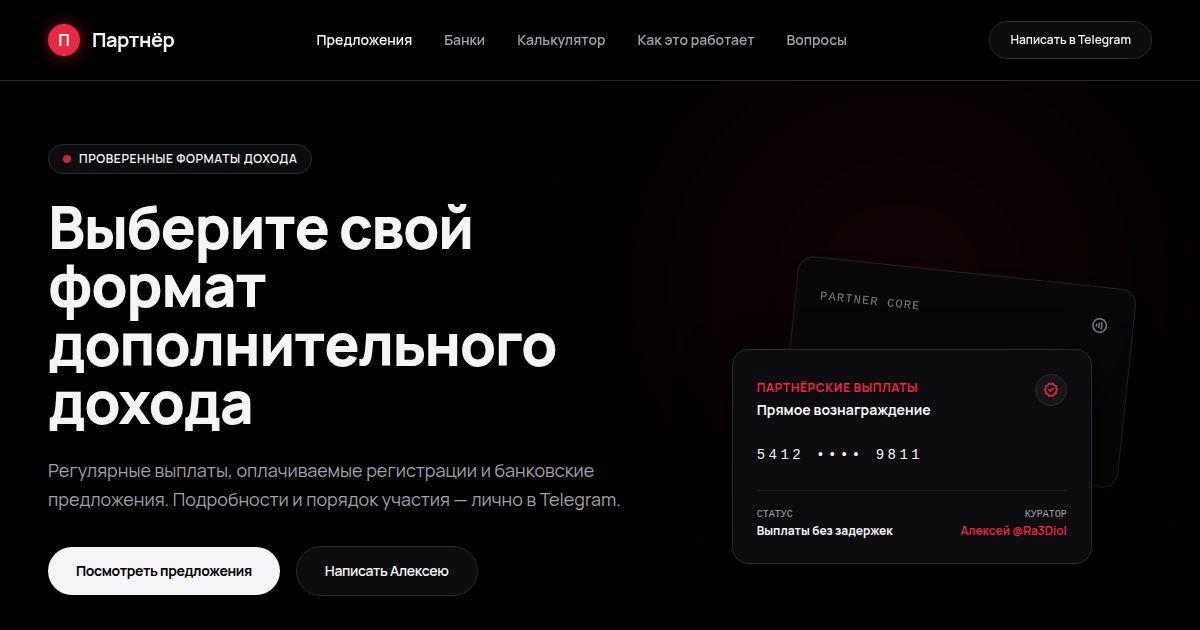 П Партнёр
Предложения Банки Калькулятор Как это работает Вопросы
Написать в Telegram
ПРОВЕРЕННЫЕ ФОРМАТЫ ДОХОДА
Выберите свой
формат
дополнительного
дохода
Регулярные выплаты, оплачиваемые регистрации и банковские
предложения. Подробности и порядок участия — лично в Telegram.
Посмотреть предложения
Написать Алексею
PARTNER CORE
ПАРТНЁРСКИЕ ВЫПЛАТЫ
Прямое вознаграждение
5412 •••• 9811
СТАТУС
Выплаты без задержек
КУРАТОР
Алексей @Ra3Diol